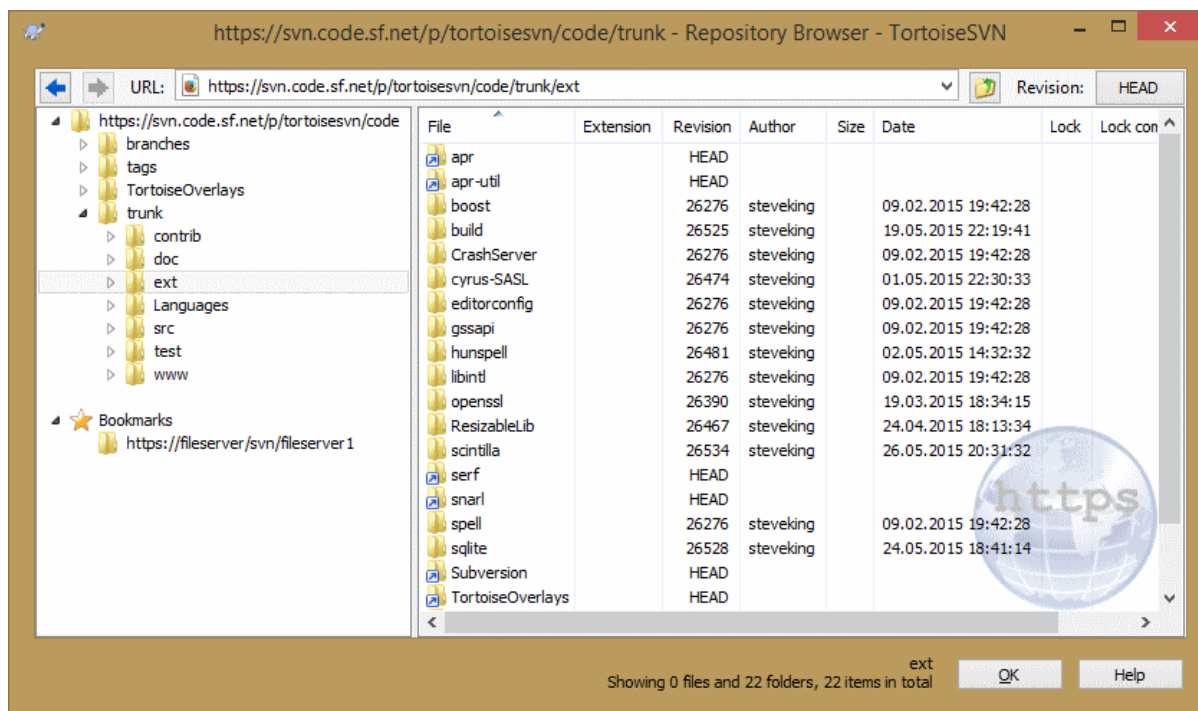 https://svn.code.sf.net/p/tortoisesvn/code/trunk - Repository Browser - TortoiseSVN
URL: https://svn.code.sf.net/p/tortoisesvn/code/trunk/ext Revision: HEAD
https://svn.code.sf.net/p/tortoisesvn/code
branches
tags
TortoiseOverlays
trunk
contrib
doc
ext
Languages
src
test
www
Bookmarks
https://fileserver/svn/fileserver1
File Extension Revision Author Size Date Lock Lock com
apr HEAD
apr-util HEAD
boost 26276 steveking 09.02.2015 19:42:28
build 26525 steveking 19.05.2015 22:19:41
CrashServer 26276 steveking 09.02.2015 19:42:28
cyrus-SASL 26474 steveking 01.05.2015 22:30:33
editorconfig 26276 steveking 09.02.2015 19:42:28
gssapi 26276 steveking 09.02.2015 19:42:28
hunspell 26481 steveking 02.05.2015 14:32:32
libintl 26276 steveking 09.02.2015 19:42:28
openssl 26390 steveking 19.03.2015 18:34:15
ResizableLib 26467 steveking 24.04.2015 18:13:34
scintilla 26534 steveking 26.05.2015 20:31:32
serf HEAD
snarl HEAD
https
spell 26276 steveking 09.02.2015 19:42:28
sqlite 26528 steveking 24.05.2015 18:41:14
Subversion HEAD
TortoiseOverlays HEAD
ext
Showing 0 files and 22 folders, 22 items in total
OK Help